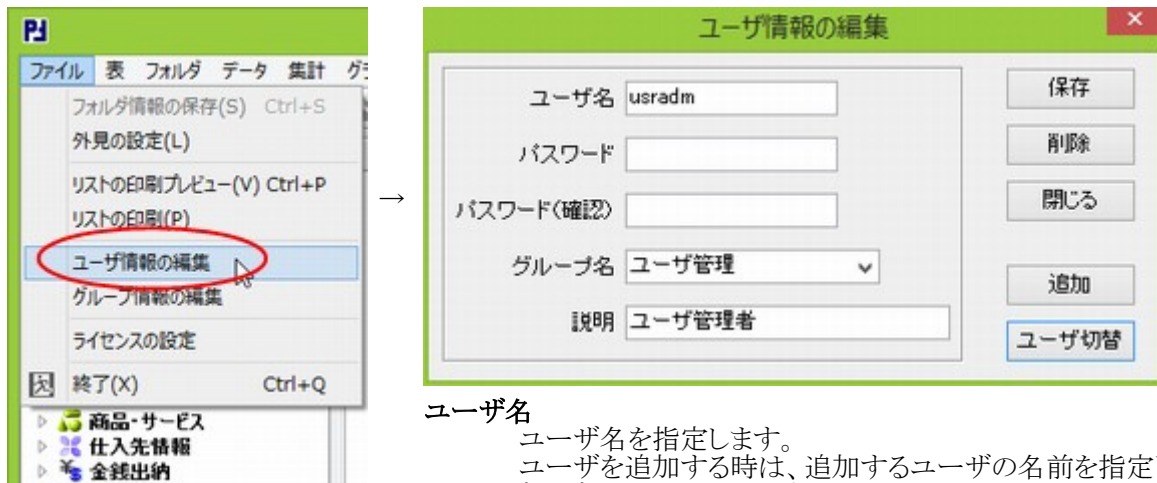 ファイル 表 フォルダ データ 集計
フォルダ情報の保存(S) Ctrl+S
外見の設定(L)
リストの印刷プレビュー(V) Ctrl+P
リストの印刷(P)
ユーザ情報の編集
グループ情報の編集
ライセンスの設定
終了(X) Ctrl+Q
商品・サービス
仕入先情報
金銭出納
→
ユーザ情報の編集
ユーザ名 usradm
パスワード
パスワード(確認)
グループ名 ユーザ管理
説明 ユーザ管理者
保存
削除
閉じる
追加
ユーザ切替
ユーザ名
ユーザ名を指定します。
ユーザを追加する時は、追加するユーザの名前を指定